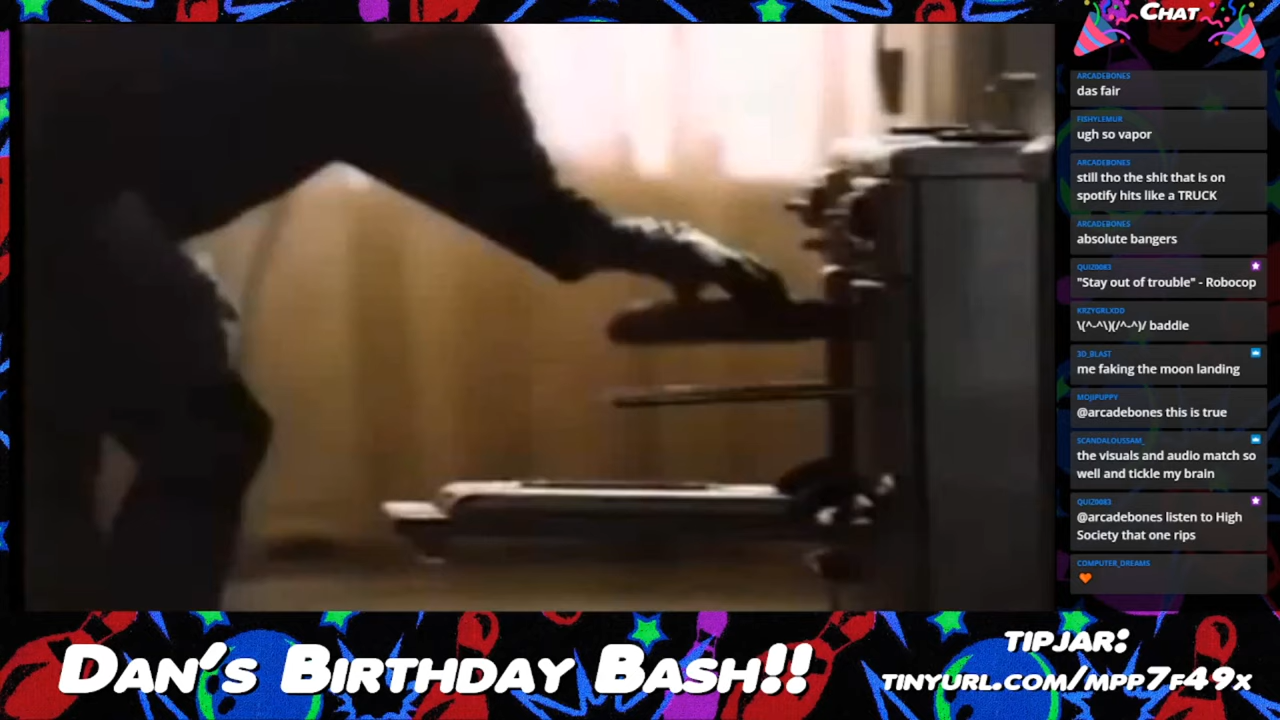 CHAT
ARCADEBONES
das fair
FISHYLEMUR
ugh so vapor
ARCADEBONES
still tho the shit that is on
spotify hits like a TRUCK
ARCADEBONES
absolute bangers
QUIZ0083
"Stay out of trouble" - Robocop
KRZYGRLXDD
\(^-^\)(/^-^)/ baddie
3D_BLAST
me faking the moon landing
MOJIPUPPY
@arcadebones this is true
SCANDALOUSSAM_
the visuals and audio match so
well and tickle my brain
QUIZ0083
@arcadebones listen to High
Society that one rips
COMPUTER_DREAMS
🧡
DAN'S BIRTHDAY BASH!!
TIPJAR:
TINYURL.COM/MPP7F49X